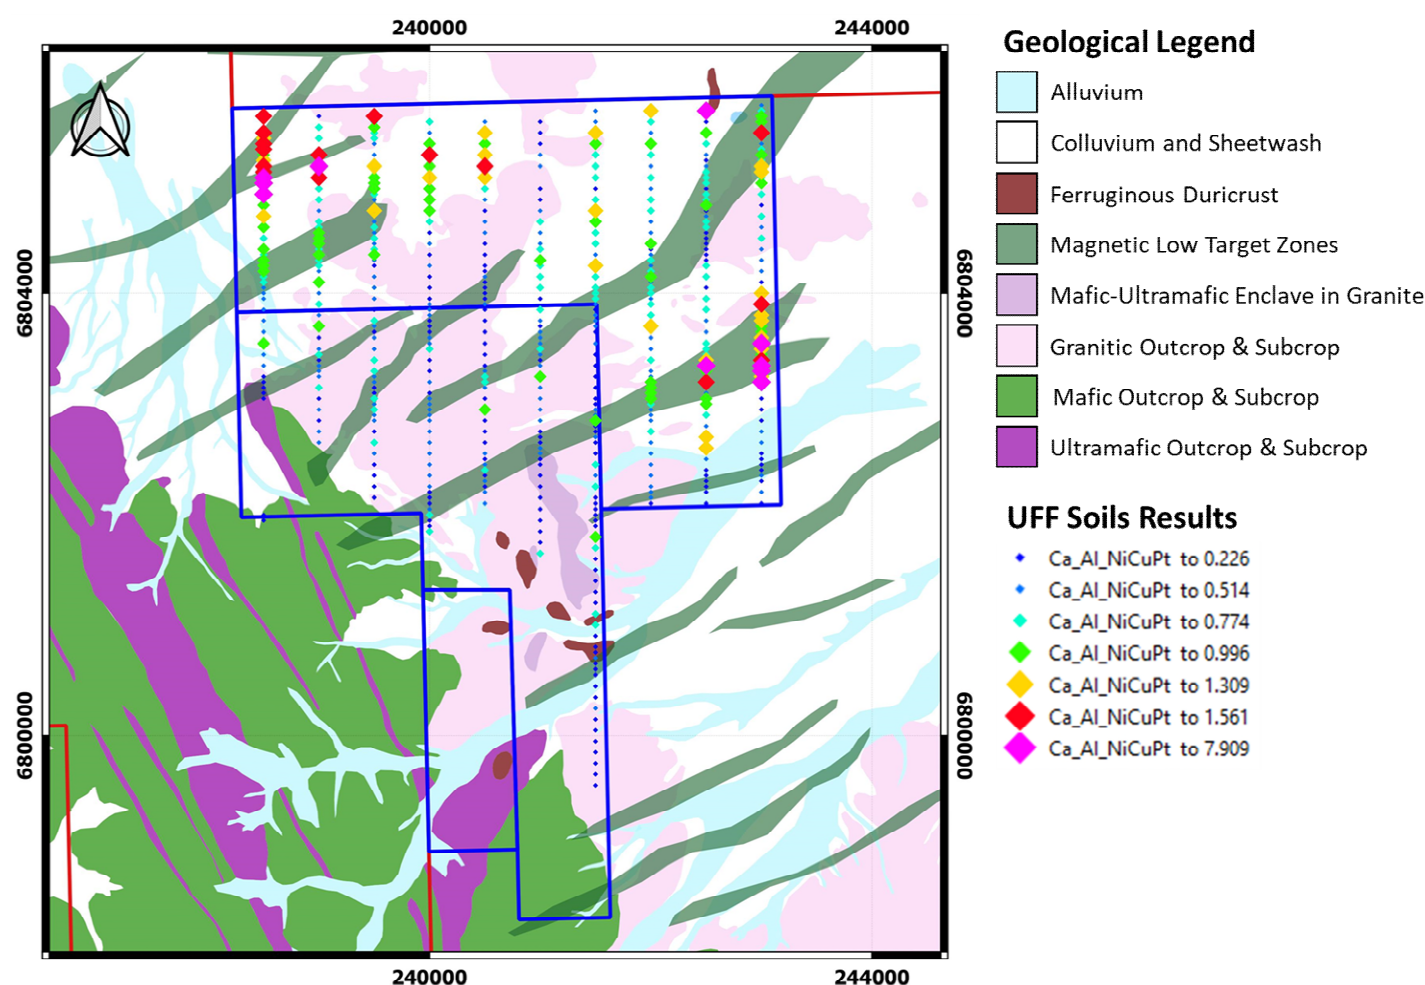 240000
244000
Geological Legend
Alluvium
Colluvium and Sheetwash
Ferruginous Duricrust
Magnetic Low Target Zones
Mafic-Ultramafic Enclave in Granite
Granitic Outcrop & Subcrop
Mafic Outcrop & Subcrop
Ultramafic Outcrop & Subcrop
6804000
6804000
UFF Soils Results
Ca_Al_NiCuPt to 0.226
Ca_Al_NiCuPt to 0.514
Ca_Al_NiCuPt to 0.774
Ca_Al_NiCuPt to 0.996
Ca_Al_NiCuPt to 1.309
Ca_Al_NiCuPt to 1.561
Ca_Al_NiCuPt to 7.909
6800000
6800000
240000
244000